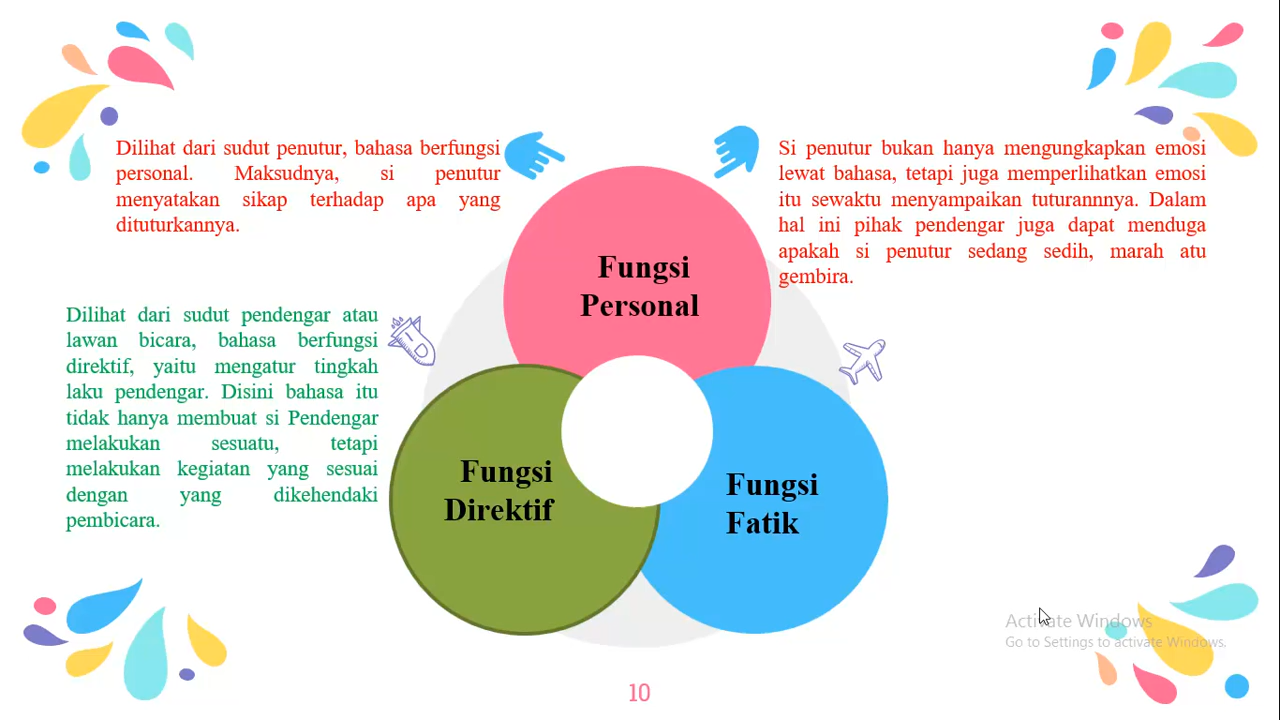 Dilihat dari sudut penutur, bahasa berfungsi
personal. Maksudnya, si penutur
menyatakan sikap terhadap apa yang
dituturkannya.
Si penutur bukan hanya mengungkapkan emosi
lewat bahasa, tetapi juga memperlihatkan emosi
itu sewaktu menyampaikan tuturannnya. Dalam
hal ini pihak pendengar juga dapat menduga
apakah si penutur sedang sedih, marah atu
gembira.
Fungsi
Personal
Dilihat dari sudut pendengar atau
lawan bicara, bahasa berfungsi
direktif, yaitu mengatur tingkah
laku pendengar. Disini bahasa itu
tidak hanya membuat si Pendengar
melakukan sesuatu, tetapi
melakukan kegiatan yang sesuai
dengan yang dikehendaki
pembicara.
Fungsi
Direktif
Fungsi
Fatik
Activate Windows
Go to Settings to activate Windows.
10